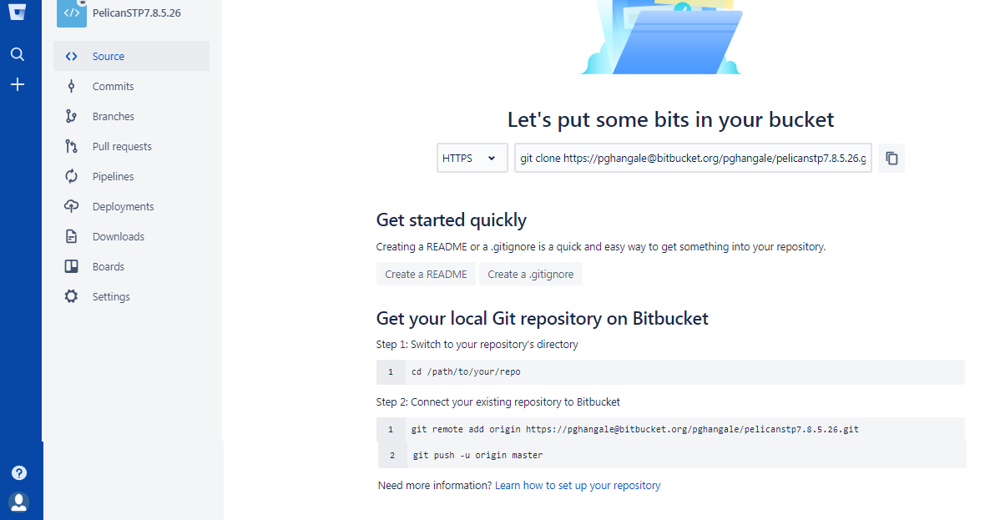 PelicanSTP7.8.5.26
Source
Commits
Branches
Pull requests
Pipelines
Deployments
Downloads
Boards
Settings
Let's put some bits in your bucket
HTTPS
git clone https://pghangale@bitbucket.org/pghangale/pelicanstp7.8.5.26.g
Get started quickly
Creating a README or a .gitignore is a quick and easy way to get something into your repository.
Create a README Create a .gitignore
Get your local Git repository on Bitbucket
Step 1: Switch to your repository's directory
1 cd /path/to/your/repo
Step 2: Connect your existing repository to Bitbucket
1 git remote add origin https://pghangale@bitbucket.org/pghangale/pelicanstp7.8.5.26.git
2 git push -u origin master
Need more information? Learn how to set up your repository